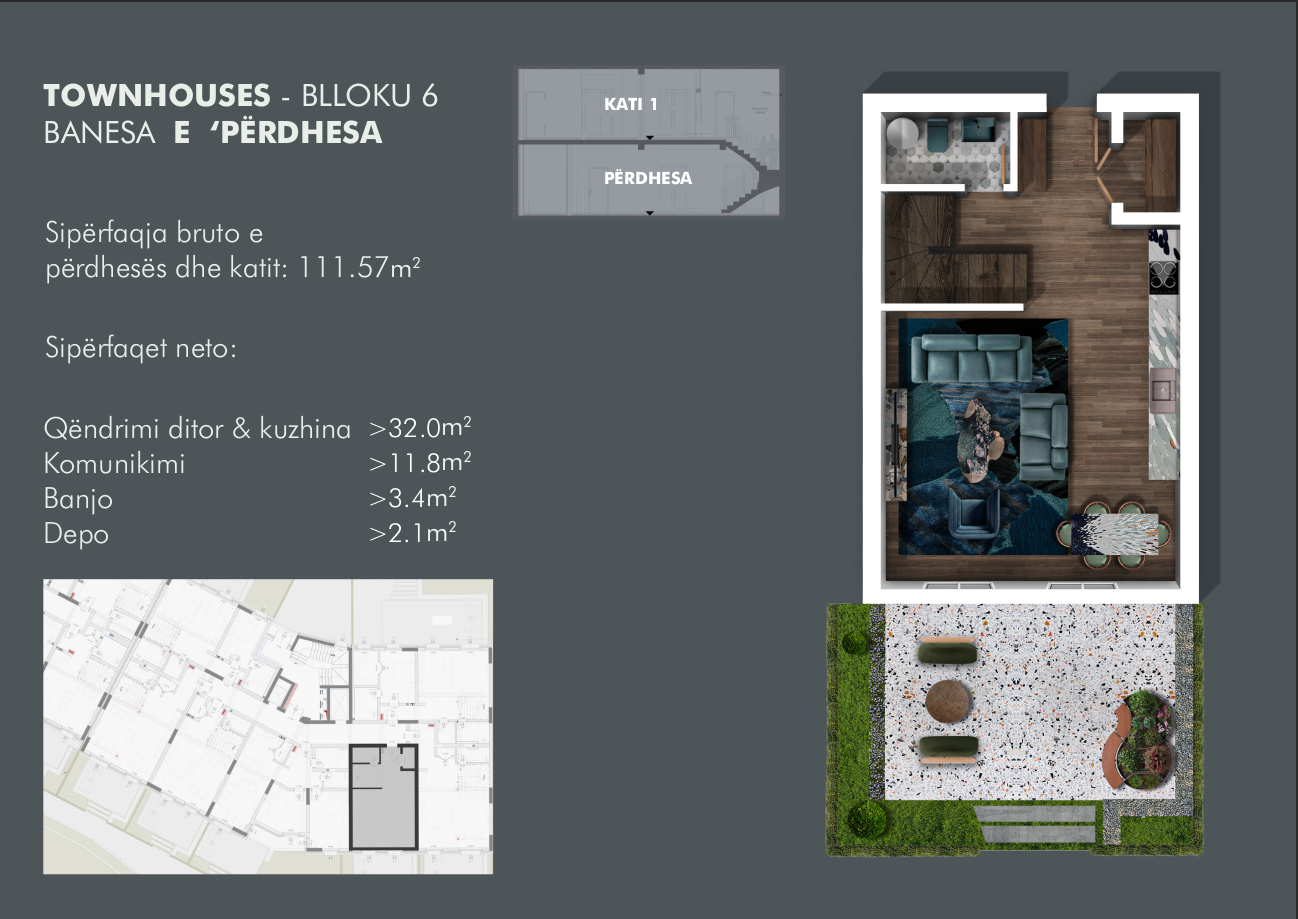 TOWNHOUSES - BLLOKU 6
BANESA E ‘PËRDHESA
KATI 1
PËRDHESA
Sipërfaqja bruto e
përdhesës dhe katit: 111.57m²
Sipërfaqet neto:
Qëndrimi ditor & kuzhina >32.0m²
Komunikimi >11.8m²
Banjo >3.4m²
Depo >2.1m²